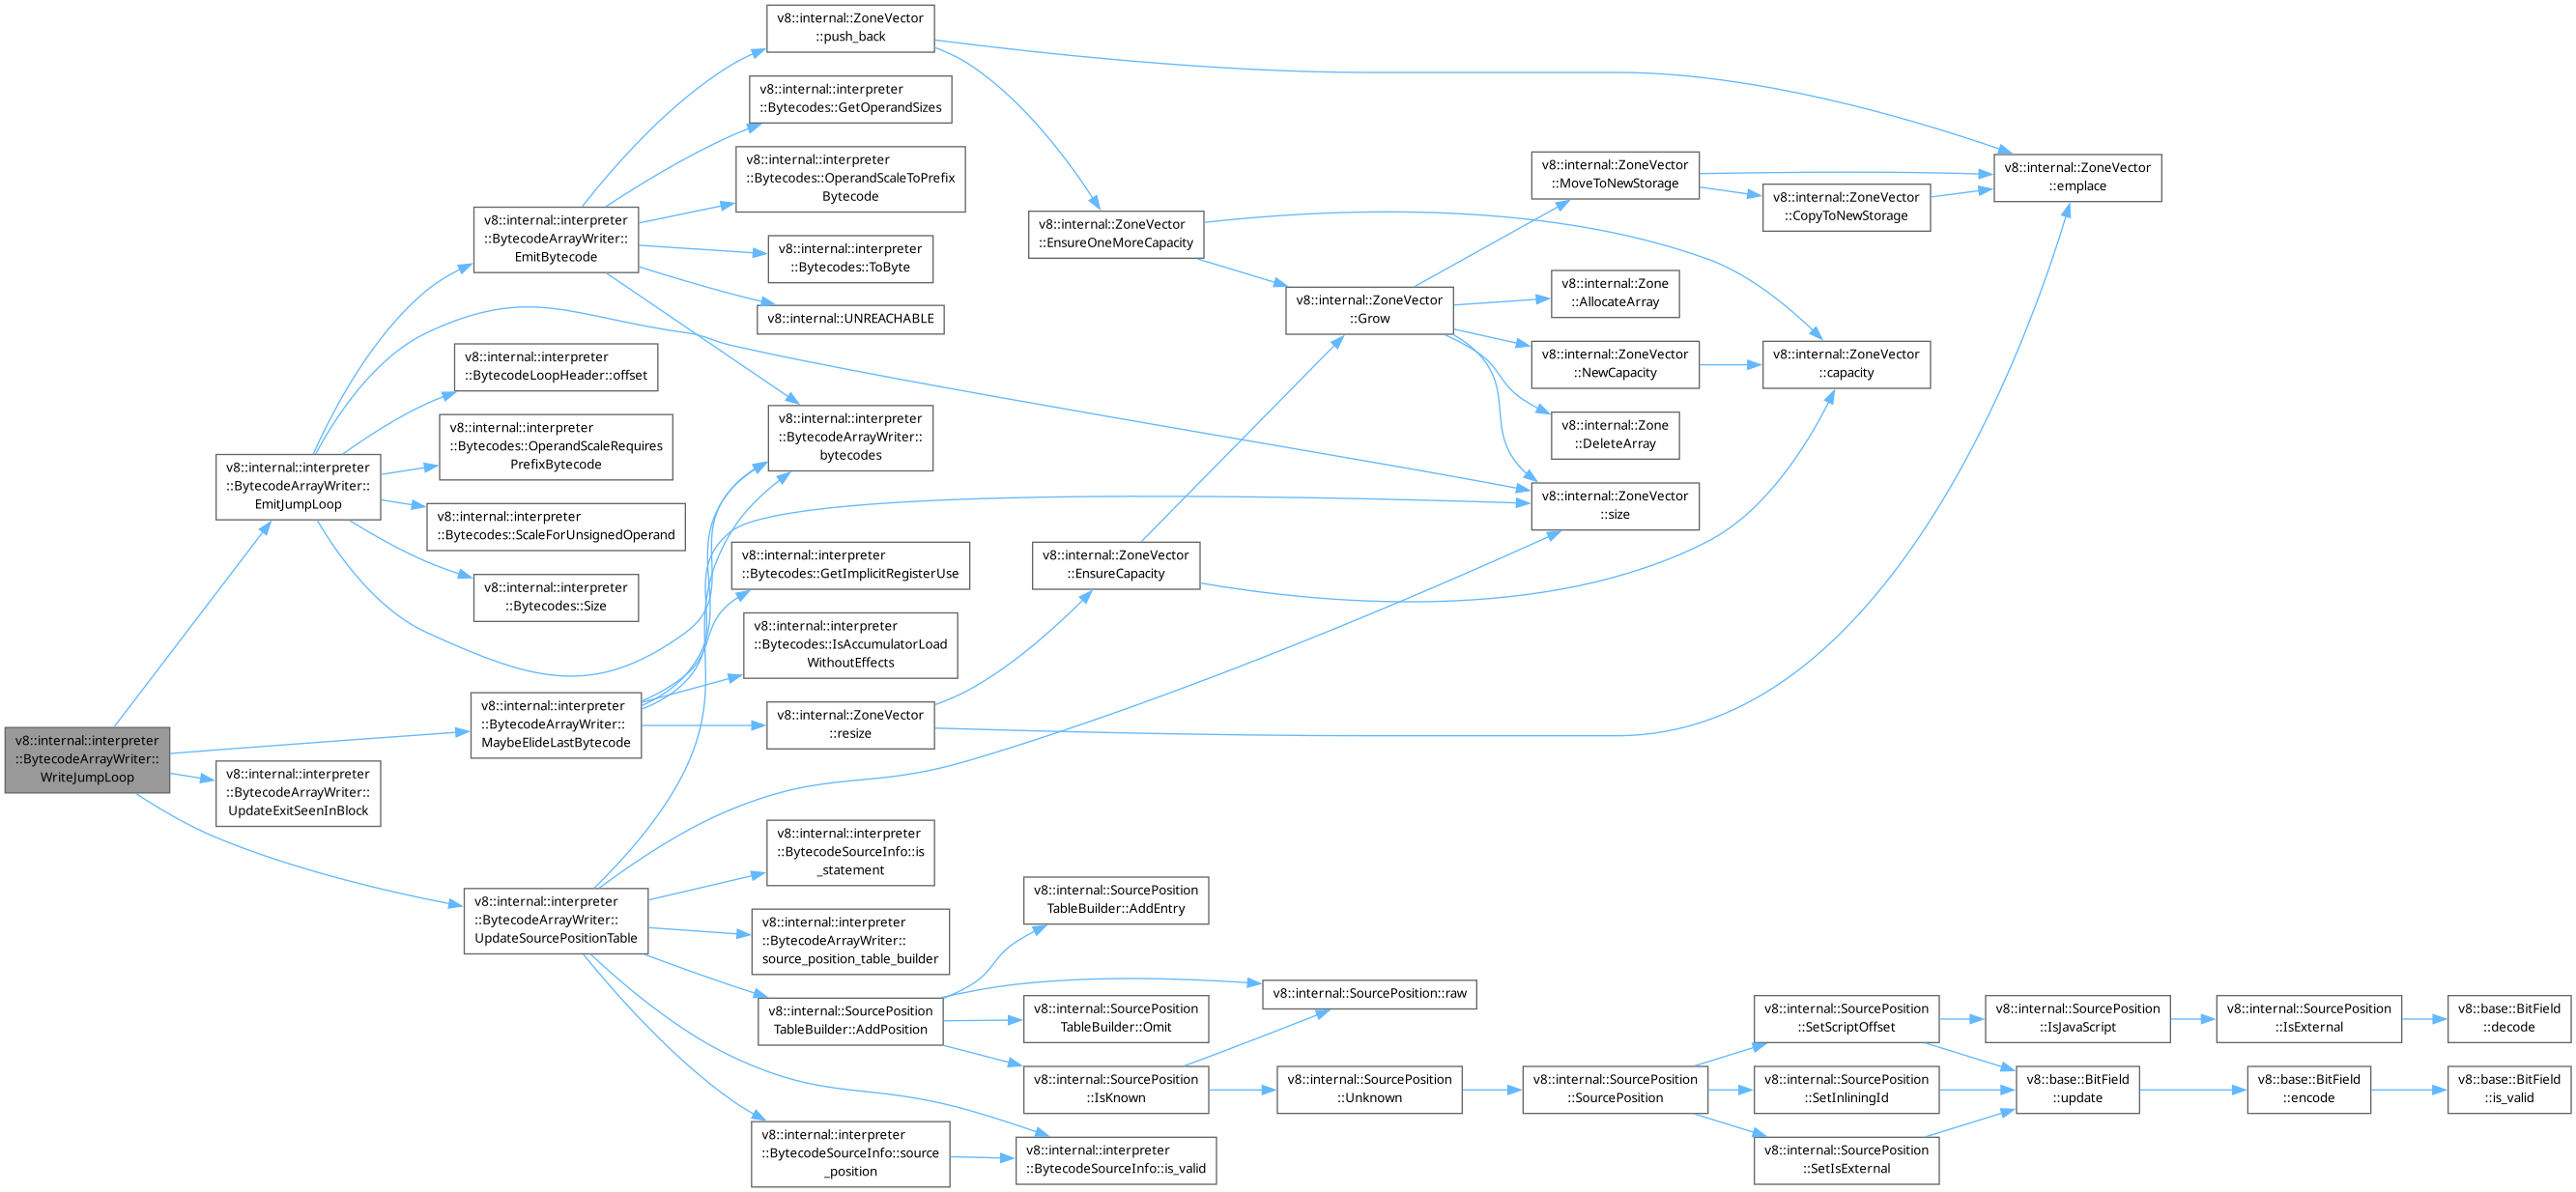 v8::internal::ZoneVector
::push_back
v8::internal::interpreter
::Bytecodes::GetOperandSizes
v8::internal::interpreter
::Bytecodes::OperandScaleToPrefix
Bytecode
v8::internal::interpreter
::Bytecodes::ToByte
v8::internal::UNREACHABLE
v8::internal::interpreter
::BytecodeArrayWriter::
EmitBytecode
v8::internal::interpreter
::BytecodeLoopHeader::offset
v8::internal::interpreter
::Bytecodes::OperandScaleRequires
PrefixBytecode
v8::internal::interpreter
::Bytecodes::ScaleForUnsignedOperand
v8::internal::interpreter
::Bytecodes::Size
v8::internal::interpreter
::BytecodeArrayWriter::
EmitJumpLoop
v8::internal::interpreter
::BytecodeArrayWriter::
bytecodes
v8::internal::interpreter
::Bytecodes::GetImplicitRegisterUse
v8::internal::interpreter
::Bytecodes::IsAccumulatorLoad
WithoutEffects
v8::internal::interpreter
::BytecodeArrayWriter::
MaybeElideLastBytecode
v8::internal::ZoneVector
::resize
v8::internal::interpreter
::BytecodeArrayWriter::
WriteJumpLoop
v8::internal::interpreter
::BytecodeArrayWriter::
UpdateExitSeenInBlock
v8::internal::interpreter
::BytecodeArrayWriter::
UpdateSourcePositionTable
v8::internal::interpreter
::BytecodeSourceInfo::is
_statement
v8::internal::interpreter
::BytecodeArrayWriter::
source_position_table_builder
v8::internal::SourcePosition
TableBuilder::AddPosition
v8::internal::interpreter
::BytecodeSourceInfo::source
_position
v8::internal::ZoneVector
::EnsureOneMoreCapacity
v8::internal::ZoneVector
::EnsureCapacity
v8::internal::SourcePosition
TableBuilder::AddEntry
v8::internal::SourcePosition::raw
v8::internal::SourcePosition
TableBuilder::Omit
v8::internal::SourcePosition
::IsKnown
v8::internal::interpreter
::BytecodeSourceInfo::is_valid
v8::internal::ZoneVector
::Grow
v8::internal::SourcePosition
::Unknown
v8::internal::ZoneVector
::MoveToNewStorage
v8::internal::Zone
::AllocateArray
v8::internal::ZoneVector
::NewCapacity
v8::internal::Zone
::DeleteArray
v8::internal::ZoneVector
::size
v8::internal::SourcePosition
::SourcePosition
v8::internal::ZoneVector
::CopyToNewStorage
v8::internal::ZoneVector
::capacity
v8::internal::SourcePosition
::SetScriptOffset
v8::internal::SourcePosition
::SetInliningId
v8::internal::SourcePosition
::SetIsExternal
v8::internal::ZoneVector
::emplace
v8::internal::SourcePosition
::IsJavaScript
v8::base::BitField
::update
v8::internal::SourcePosition
::IsExternal
v8::base::BitField
::encode
v8::base::BitField
::decode
v8::base::BitField
::is_valid